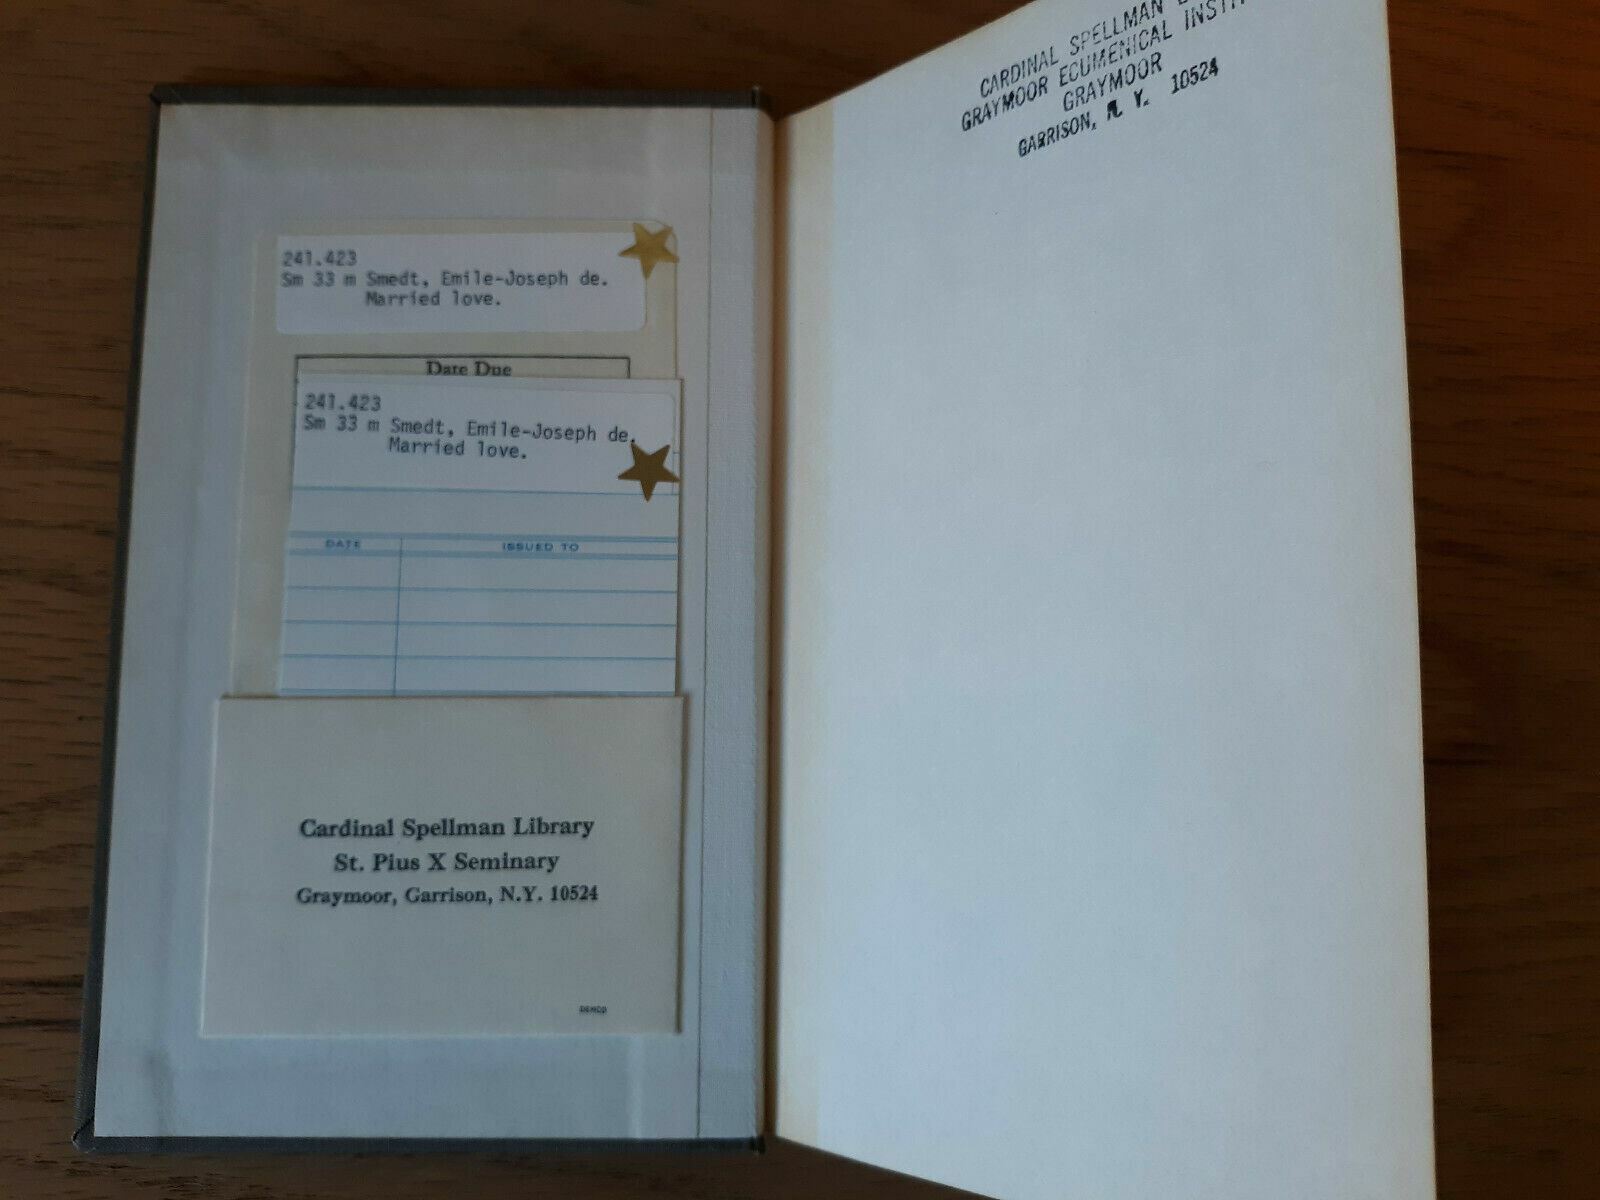 241.423
Sm 33 m Smedt, Emile-Joseph de.
Married love.
Date Due
241.423
Sm 33 m Smedt, Emile-Joseph de.
Married love.
DATE ISSUED TO
Cardinal Spellman Library
St. Pius X Seminary
Graymoor, Garrison, N.Y. 10524
DEMCO
CARDINAL SPELLMAN
GRAYMOOR ECUMENICAL
GRAYMOOR
GARRISON, N. Y. 10524